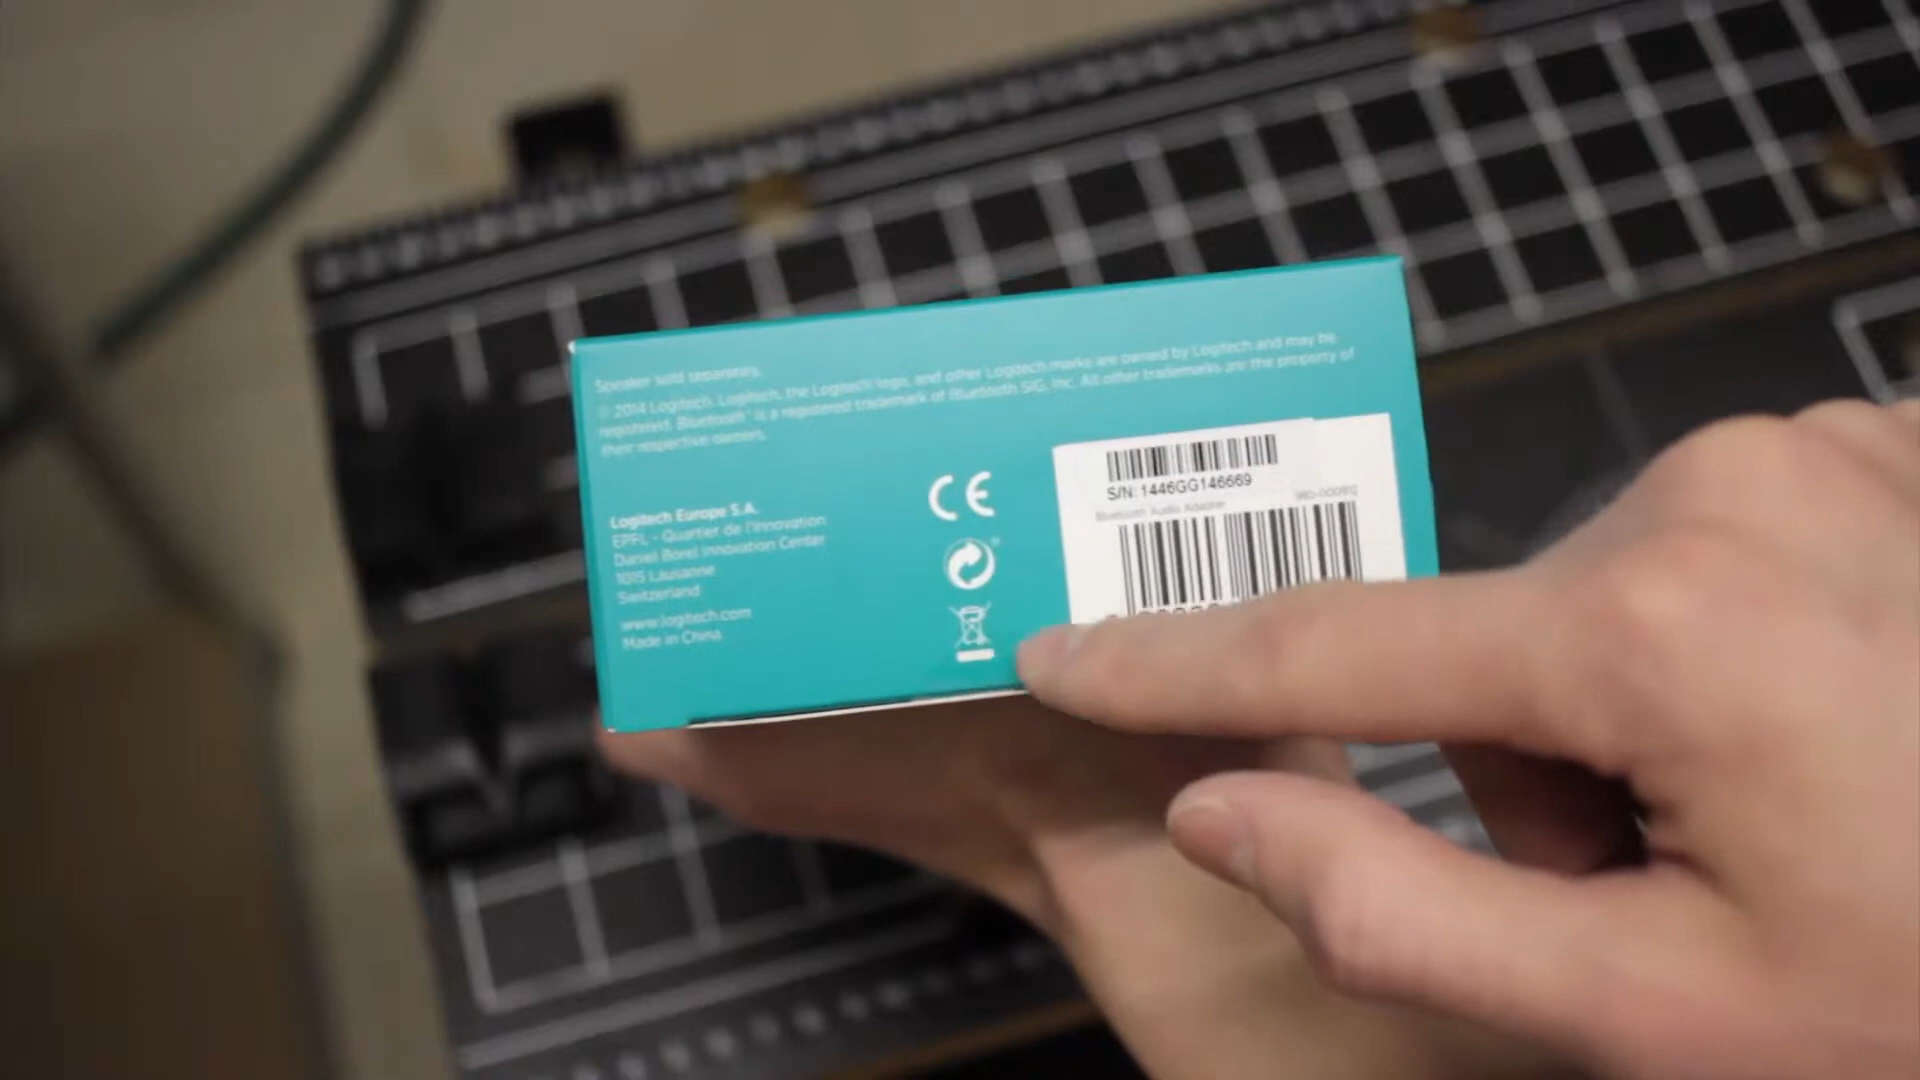 Speaker sold separately.
© 2014 Logitech. Logitech, the Logitech logo, and other Logitech marks are owned by Logitech and may be
registered. Bluetooth® is a registered trademark of Bluetooth SIG, Inc. All other trademarks are the property of
their respective owners.
Logitech Europe S.A.
EPFL - Quartier de l'Innovation
Daniel Borel Innovation Center
1015 Lausanne
Switzerland
www.logitech.com
Made in China
CE
S/N: 1446GG146669
Bluetooth Audio Adapter